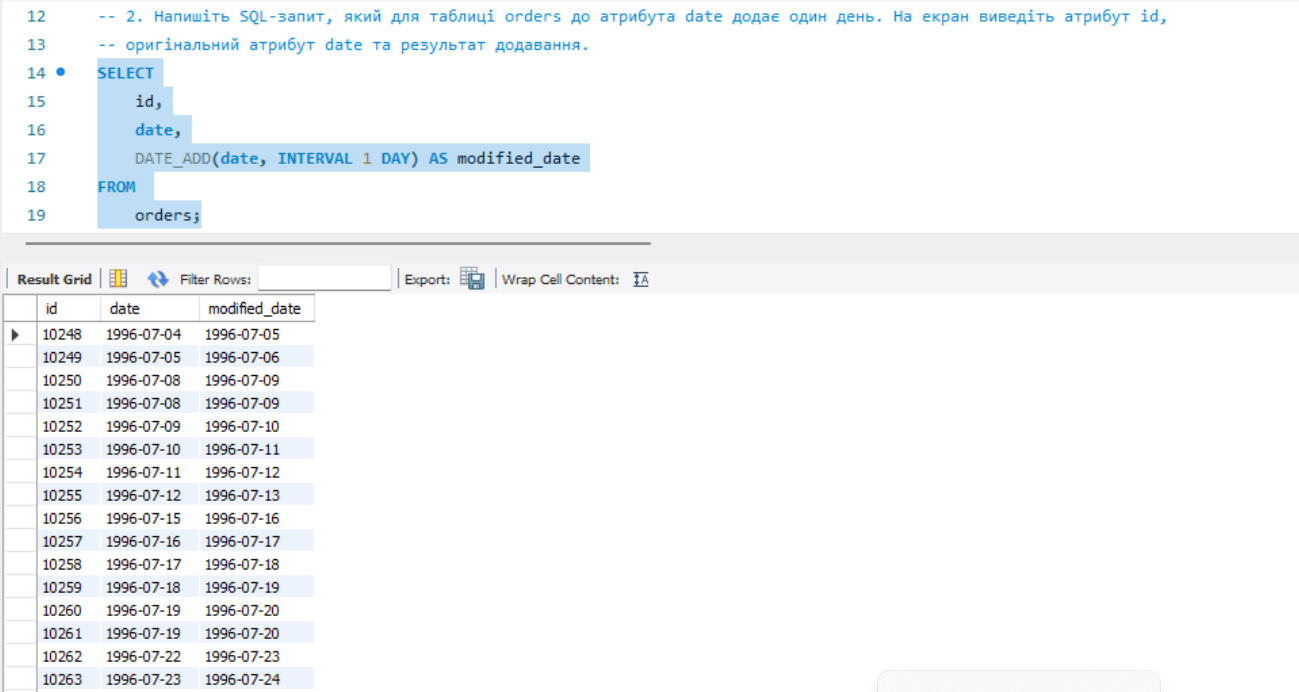 12 -- 2. Напишіть SQL-запит, який для таблиці orders до атрибута date додає один день. На екран виведіть атрибут id,
13 -- оригінальний атрибут date та результат додавання.
14 SELECT
15 id,
16 date,
17 DATE_ADD(date, INTERVAL 1 DAY) AS modified_date
18 FROM
19 orders;
Result Grid Filter Rows: Export: Wrap Cell Content: IA
id date modified_date
10248 1996-07-04 1996-07-05
10249 1996-07-05 1996-07-06
10250 1996-07-08 1996-07-09
10251 1996-07-08 1996-07-09
10252 1996-07-09 1996-07-10
10253 1996-07-10 1996-07-11
10254 1996-07-11 1996-07-12
10255 1996-07-12 1996-07-13
10256 1996-07-15 1996-07-16
10257 1996-07-16 1996-07-17
10258 1996-07-17 1996-07-18
10259 1996-07-18 1996-07-19
10260 1996-07-19 1996-07-20
10261 1996-07-19 1996-07-20
10262 1996-07-22 1996-07-23
10263 1996-07-23 1996-07-24